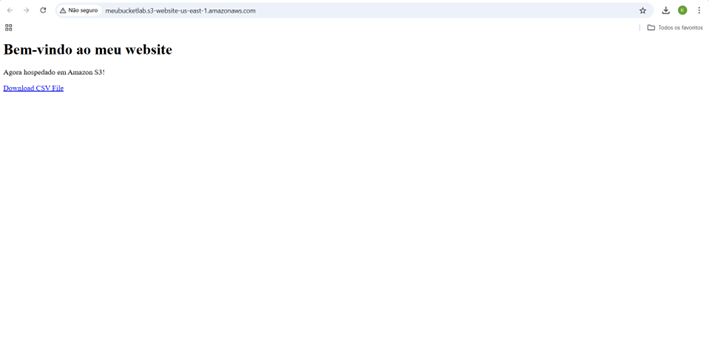 Não seguro
meubucketlab.s3-website-us-east-1.amazonaws.com
Todos os favoritos
Bem-vindo ao meu website
Agora hospedado em Amazon S3!
Download CSV File